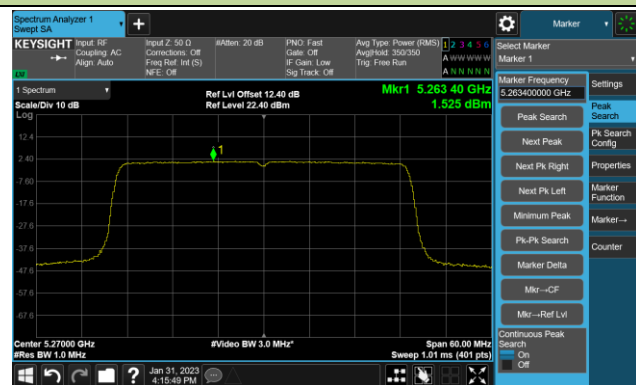 Spectrum Analyzer 1
Swept SA
+
Marker
KEYSIGHT
Input: RF
Coupling: AC
Align: Auto
Input Z: 50 Ω
Corrections: Off
Freq Ref: Int (S)
NFE: Off
#Atten: 20 dB
PNO: Fast
Gate: Off
IF Gain: Low
Sig Track: Off
Avg Type: Power (RMS)
Avg|Hold: 350/350
Trig: Free Run
1 2 3 4 5 6
A W W W W W
A N N N N N
Select Marker
Marker 1
LW
1 Spectrum
Scale/Div 10 dB
Log
Ref Lvl Offset 12.40 dB
Ref Level 22.40 dBm
Mkr1 5.263 40 GHz
1.525 dBm
12.4
2.40
-7.60
-17.6
-27.6
-37.6
-47.6
-57.6
-67.6
1
Center 5.27000 GHz
#Res BW 1.0 MHz
#Video BW 3.0 MHz*
Span 60.00 MHz
Sweep 1.01 ms (401 pts)
Marker Frequency
5.263400000 GHz
Peak Search
Next Peak
Next Pk Right
Next Pk Left
Minimum Peak
Pk-Pk Search
Marker Delta
Mkr→CF
Mkr→Ref Lvl
Continuous Peak
Search
On
Off
Settings
Peak
Search
Pk Search
Config
Properties
Marker
Function
Marker→
Counter
?
Jan 31, 2023
4:15:49 PM